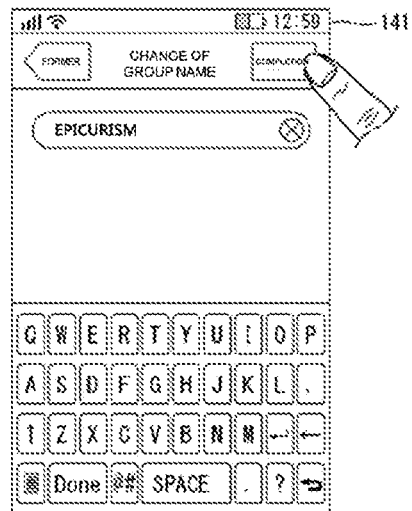 12:59
141
FORMER
CHANGE OF
GROUP NAME
COMPLETION
EPICURISM
Q W E R T Y U I O P
A S D F G H J K L .
Z X C V B N M
Done @# SPACE . ?